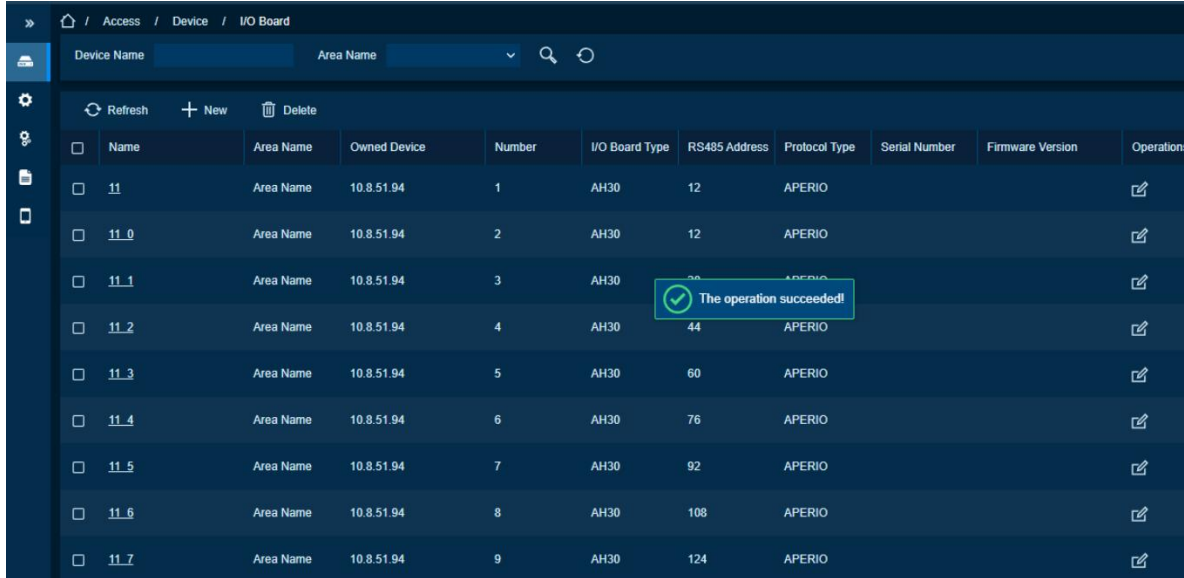 » / Access / Device / I/O Board
Device Name Area Name
Refresh New Delete
Name Area Name Owned Device Number I/O Board Type RS485 Address Protocol Type Serial Number Firmware Version Operations
11 Area Name 10.8.51.94 1 AH30 12 APERIO
11_0 Area Name 10.8.51.94 2 AH30 12 APERIO
11_1 Area Name 10.8.51.94 3 AH30
The operation succeeded!
11_2 Area Name 10.8.51.94 4 AH30 44 APERIO
11_3 Area Name 10.8.51.94 5 AH30 60 APERIO
11_4 Area Name 10.8.51.94 6 AH30 76 APERIO
11_5 Area Name 10.8.51.94 7 AH30 92 APERIO
11_6 Area Name 10.8.51.94 8 AH30 108 APERIO
11_7 Area Name 10.8.51.94 9 AH30 124 APERIO